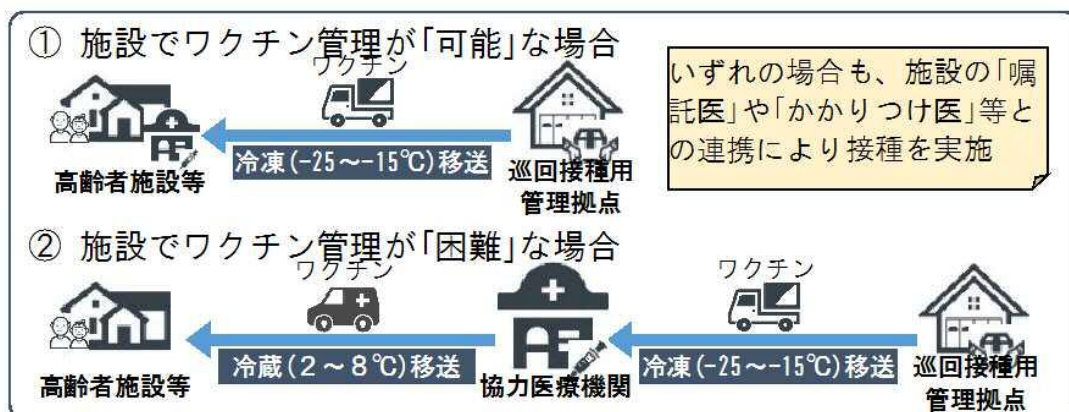 ① 施設でワクチン管理が「可能」な場合
ワクチン
冷凍(-25～-15℃)移送
高齢者施設等
巡回接種用
管理拠点
いずれの場合も、施設の「嘱
託医」や「かかりつけ医」等と
の連携により接種を実施
② 施設でワクチン管理が「困難」な場合
ワクチン
ワクチン
冷蔵(2～8℃)移送
冷凍(-25～-15℃)移送
高齢者施設等
協力医療機関
巡回接種用
管理拠点